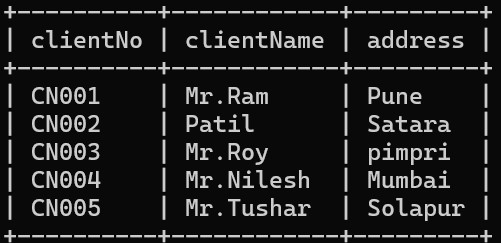 +----------+------------+---------+
| clientNo | clientName | address |
+----------+------------+---------+
| CN001    | Mr.Ram     | Pune    |
| CN002    | Patil      | Satara  |
| CN003    | Mr.Roy     | pimpri  |
| CN004    | Mr.Nilesh  | Mumbai  |
| CN005    | Mr.Tushar  | Solapur |
+----------+------------+---------+